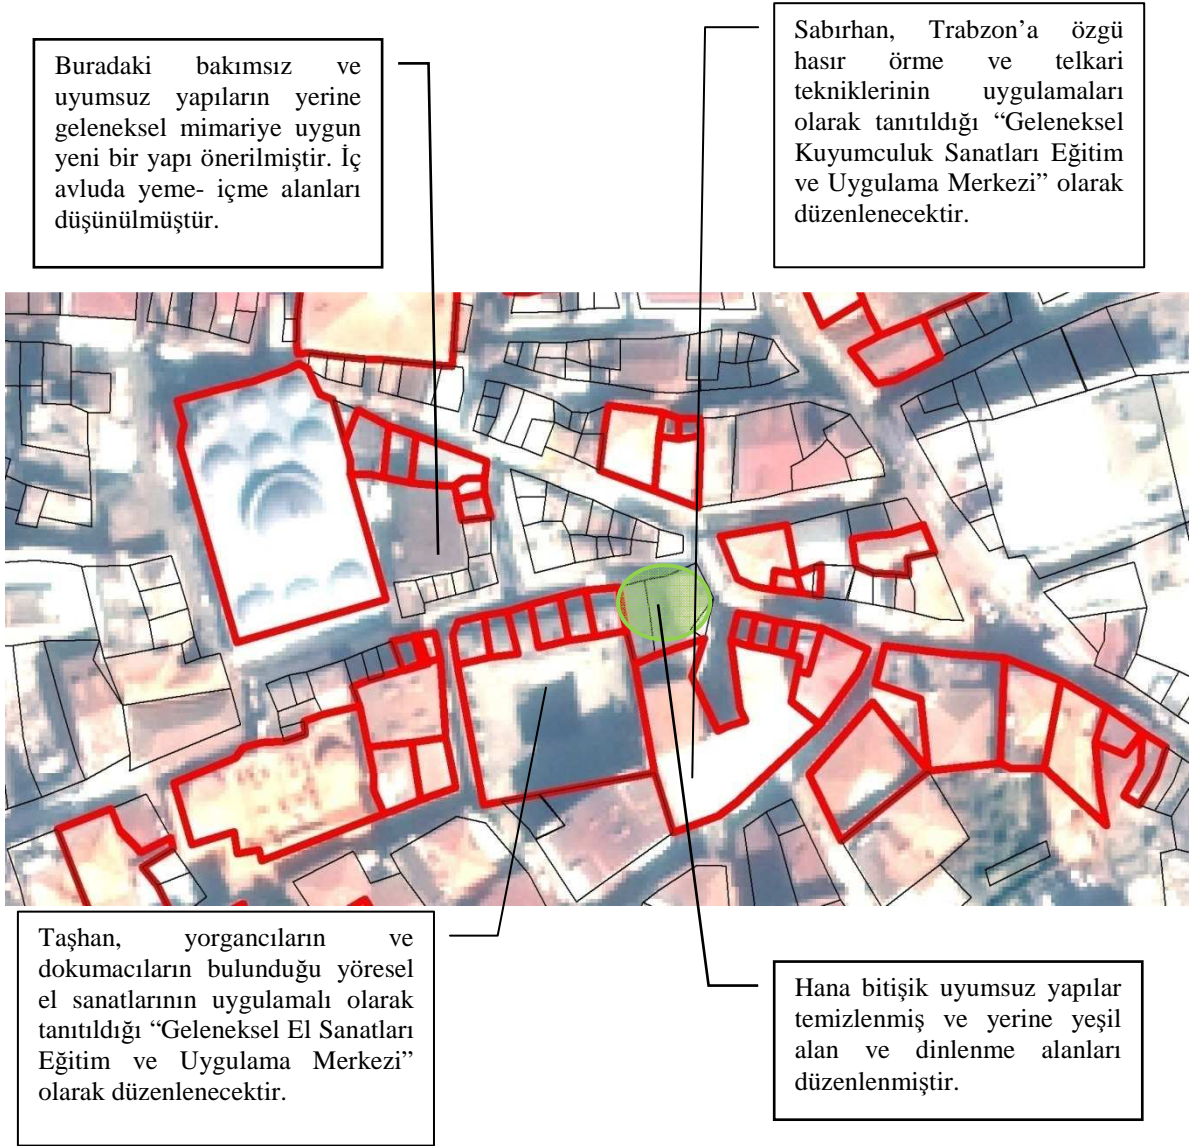 Buradaki bakımsız ve
uyumsuz yapıların yerine
geleneksel mimariye uygun
yeni bir yapı önerilmiştir. İç
avluda yeme- içme alanları
düşünülmüştür.
Sabırhan, Trabzon’a özgü
hasır örme ve telkari
tekniklerinin uygulamaları
olarak tanıtıldığı “Geleneksel
Kuyumculuk Sanatları Eğitim
ve Uygulama Merkezi” olarak
düzenlenecektir.
Taşhan, yorgancıların ve
dokumacıların bulunduğu yöresel
el sanatlarının uygulamalı olarak
tanıtıldığı “Geleneksel El Sanatları
Eğitim ve Uygulama Merkezi”
olarak düzenlenecektir.
Hana bitişik uyumsuz yapılar
temizlenmiş ve yerine yeşil
alan ve dinlenme alanları
düzenlenmiştir.